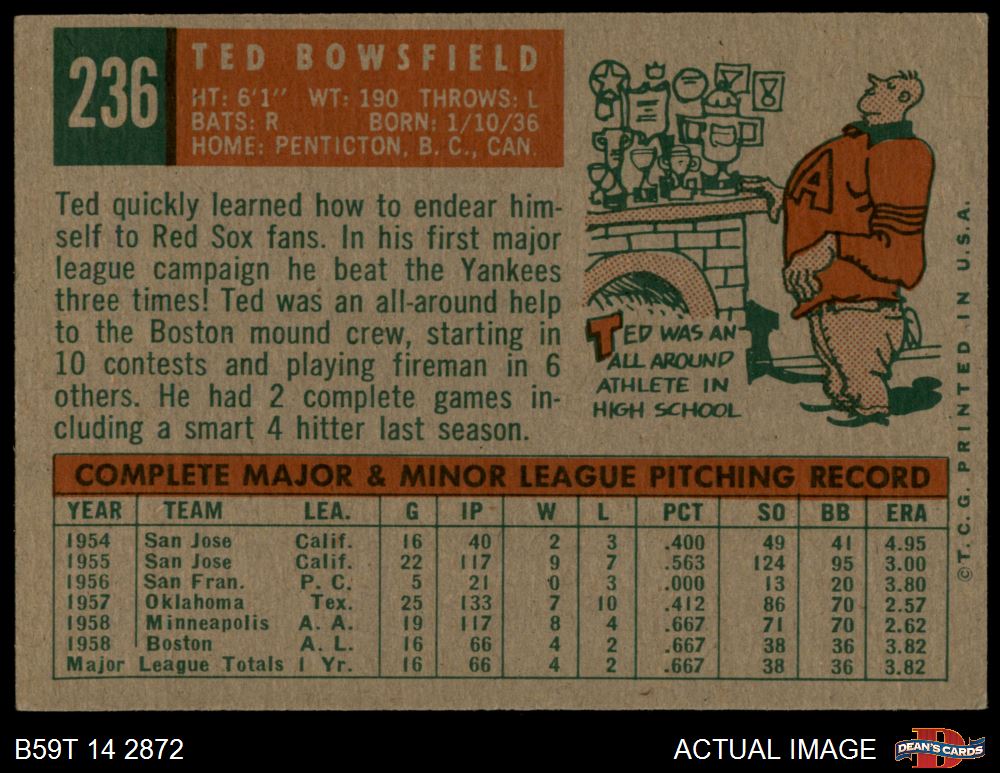 236
TED BOWSFIELD
HT: 6'1" WT: 190 THROWS: L
BATS: R BORN: 1/10/36
HOME: PENTICTON, B. C., CAN.
Ted quickly learned how to endear him-
self to Red Sox fans. In his first major
league campaign he beat the Yankees
three times! Ted was an all-around help
to the Boston mound crew, starting in
10 contests and playing fireman in 6
others. He had 2 complete games in-
cluding a smart 4 hitter last season.
A
TED WAS AN
ALL AROUND
ATHLETE IN
HIGH SCHOOL
COMPLETE MAJOR & MINOR LEAGUE PITCHING RECORD
YEAR TEAM LEA. G IP W L PCT SO BB ERA
1954 San Jose Calif. 16 40 2 3 .400 49 41 4.95
1955 San Jose Calif. 22 117 9 7 .563 124 95 3.00
1956 San Fran. P. C. 5 21 0 3 .000 13 20 3.80
1957 Oklahoma Tex. 25 133 7 10 .412 86 70 2.57
1958 Minneapolis A. A. 19 117 8 4 .667 71 70 2.62
1958 Boston A. L. 16 66 4 2 .667 38 36 3.82
Major League Totals 1 Yr. 16 66 4 2 .667 38 36 3.82
© T. C. G. PRINTED IN U.S.A.
B59T 14 2872
ACTUAL IMAGE
D
DEAN'S CARDS